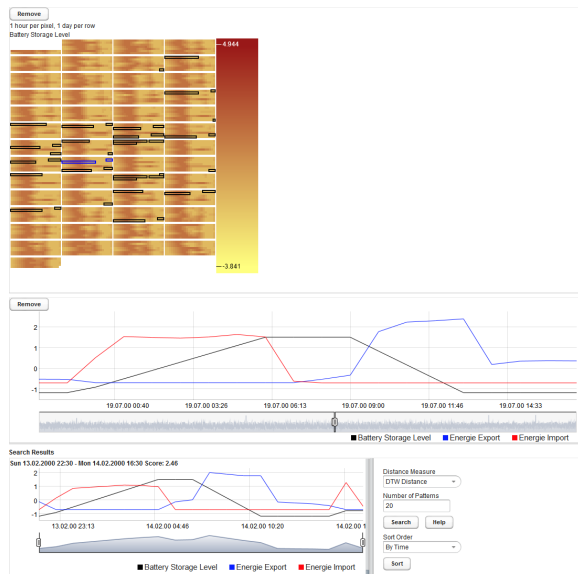 Remove
1 hour per pixel, 1 day per row
Battery Storage Level
4.944
-3.841
Remove
2
1
0
-1
19.07.00 00:40
19.07.00 03:26
19.07.00 06:13
19.07.00 09:00
19.07.00 11:46
19.07.00 14:33
Battery Storage Level Energie Export Energie Import
Search Results
Sun 13.02.2000 22:30 - Mon 14.02.2000 16:30 Score: 2.46
2
1
0
-1
13.02.00 23:13
14.02.00 04:46
14.02.00 10:20
14.02.00 1
Battery Storage Level Energie Export Energie Import
Distance Measure
DTW Distance
Number of Patterns
20
Search Help
Sort Order
By Time
Sort